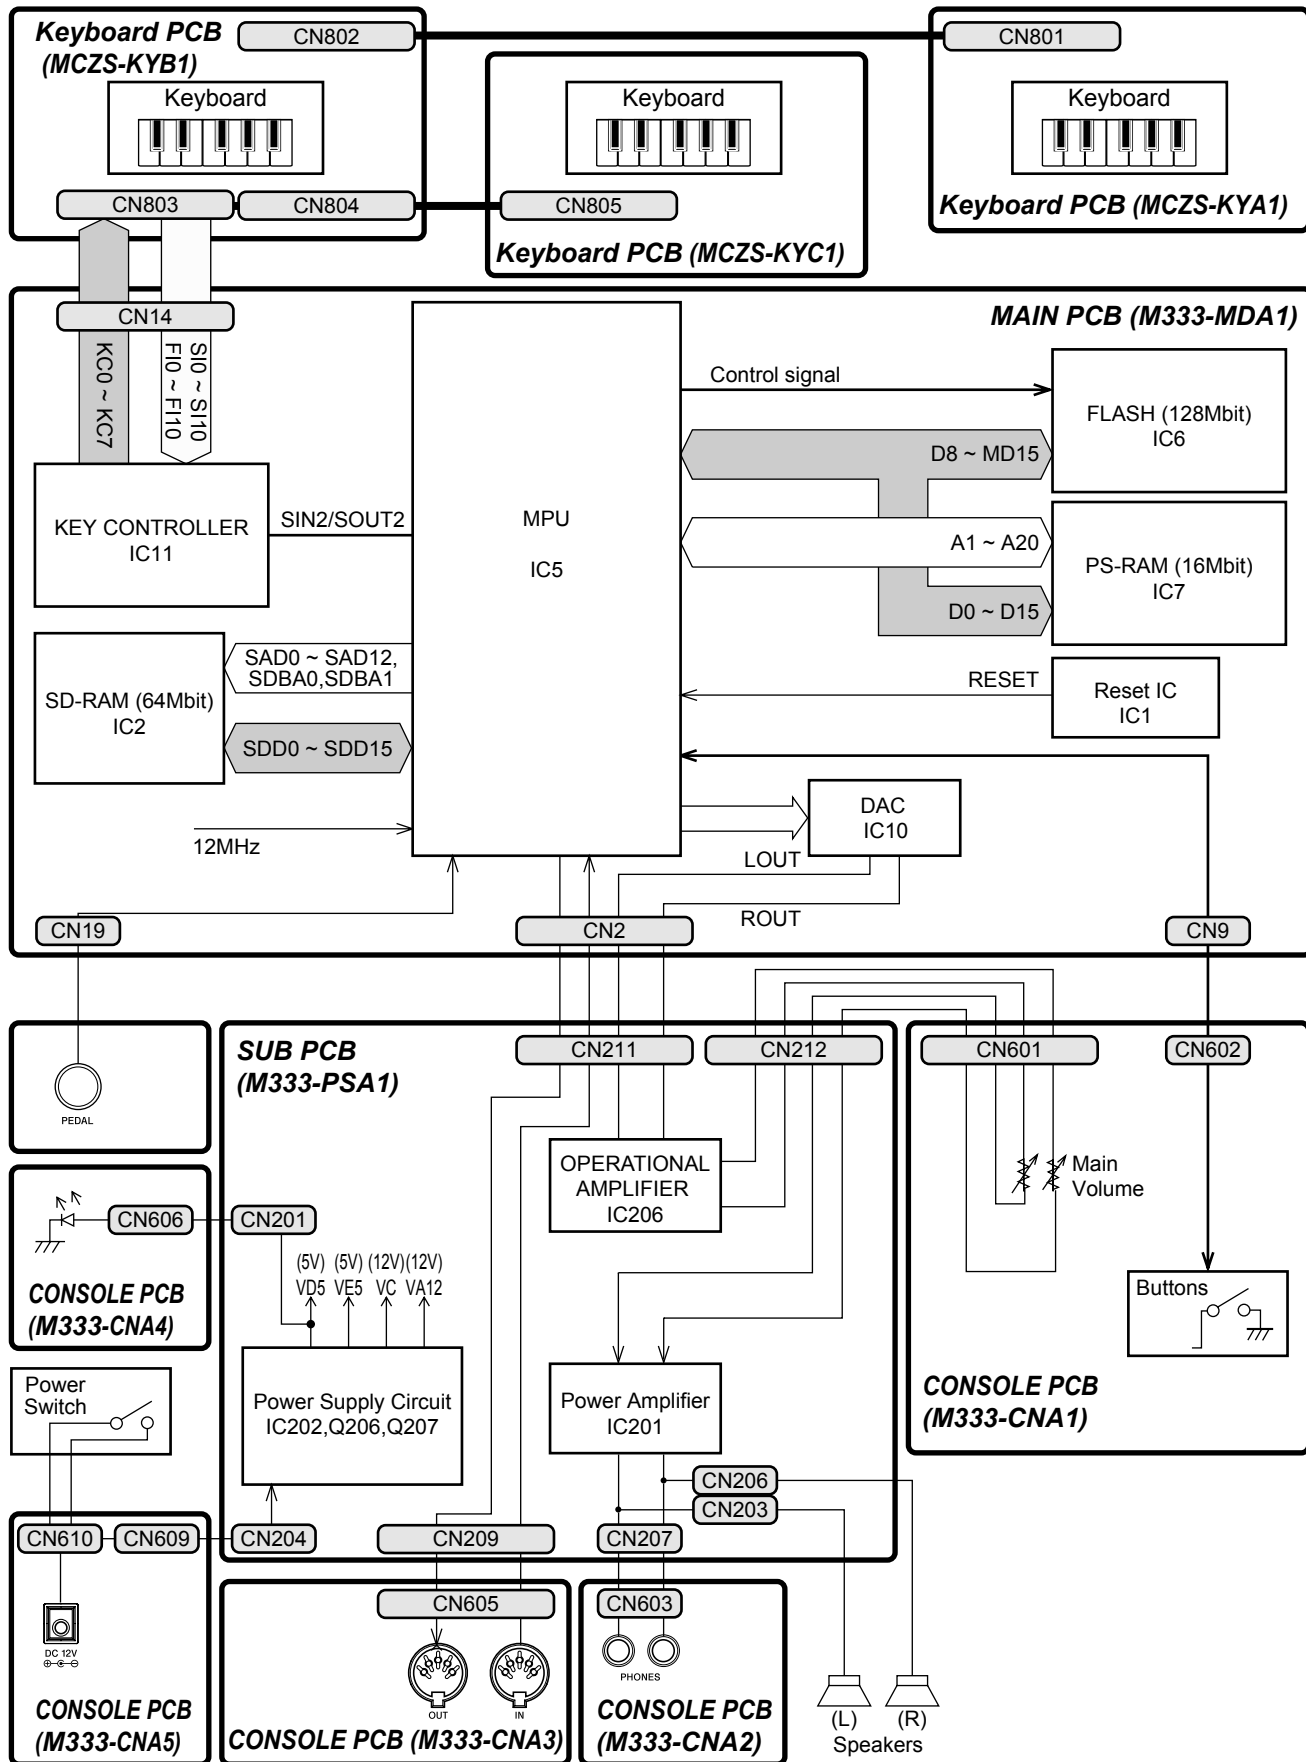 Keyboard PCB
(MCZS-KYB1)
CN802
CN801
Keyboard
Keyboard
Keyboard
CN803
CN804
CN805
Keyboard PCB (MCZS-KYA1)
Keyboard PCB (MCZS-KYC1)
MAIN PCB (M333-MDA1)
CN14
KC0 ~ KC7
SI0 ~ SI10
FI0 ~ FI10
Control signal
FLASH (128Mbit)
IC6
D8 ~ MD15
KEY CONTROLLER
IC11
SIN2/SOUT2
MPU
IC5
A1 ~ A20
PS-RAM (16Mbit)
IC7
D0 ~ D15
SAD0 ~ SAD12,
SDBA0,SDBA1
SD-RAM (64Mbit)
IC2
SDD0 ~ SDD15
RESET
Reset IC
IC1
12MHz
DAC
IC10
LOUT
ROUT
CN19
CN2
CN9
SUB PCB
(M333-PSA1)
CN211
CN212
CN601
CN602
PEDAL
OPERATIONAL
AMPLIFIER
IC206
Main
Volume
CN606
CN201
CONSOLE PCB
(M333-CNA4)
(5V) (5V) (12V)(12V)
VD5 VE5 VC VA12
Buttons
Power
Switch
Power Supply Circuit
IC202,Q206,Q207
Power Amplifier
IC201
CONSOLE PCB
(M333-CNA1)
CN206
CN203
CN610
CN609
CN204
CN209
CN207
CN605
CN603
DC 12V
OUT
IN
PHONES
CONSOLE PCB
(M333-CNA5)
CONSOLE PCB (M333-CNA3)
CONSOLE PCB
(M333-CNA2)
(L)
(R)
Speakers